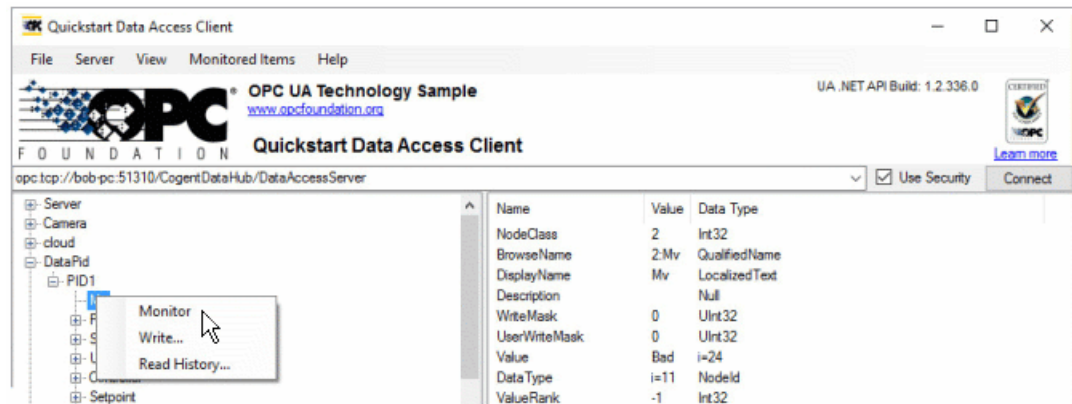 Quickstart Data Access Client
File Server View Monitored Items Help
OPC UA Technology Sample
www.opcfoundation.org
UA .NET API Build: 1.2.336.0
CERTIFIED
OPC
OPC
FOUNDATION
Quickstart Data Access Client
Learn more
opc.tcp://bob-pc:51310/CogentDataHub/DataAccessServer
Use Security
Connect
Server
Camera
cloud
DataPid
PID1
Monitor
Write...
Read History...
Setpoint
Name Value Data Type
NodeClass 2 Int32
BrowseName 2:Mv QualifiedName
DisplayName Mv LocalizedText
Description Null
WriteMask 0 UInt32
UserWriteMask 0 UInt32
Value Bad i=24
DataType i=11 NodeId
ValueRank -1 Int32